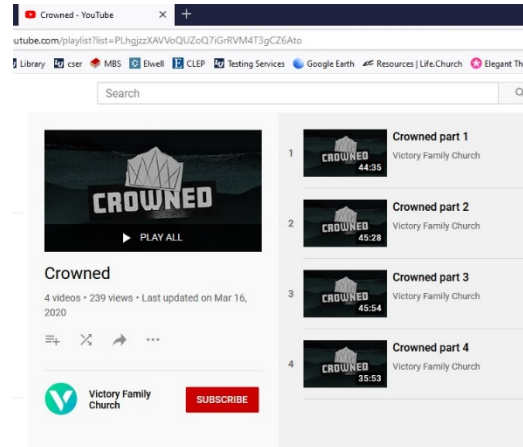 Crowned - YouTube
utube.com/playlist?list=PLhgjzzXAVVoQUZoQ7iGrRVM4T3gCZ6Ato
Library cser MBS Elwell CLEP Testing Services Google Earth Resources | Life.Church Elegant Th
Search
CROWNED
PLAY ALL
Crowned
4 videos • 239 views • Last updated on Mar 16,
2020
Victory Family
Church
SUBSCRIBE
1
CROWNED
44:35
Crowned part 1
Victory Family Church
2
CROWNED
45:28
Crowned part 2
Victory Family Church
3
CROWNED
45:54
Crowned part 3
Victory Family Church
4
CROWNED
35:53
Crowned part 4
Victory Family Church